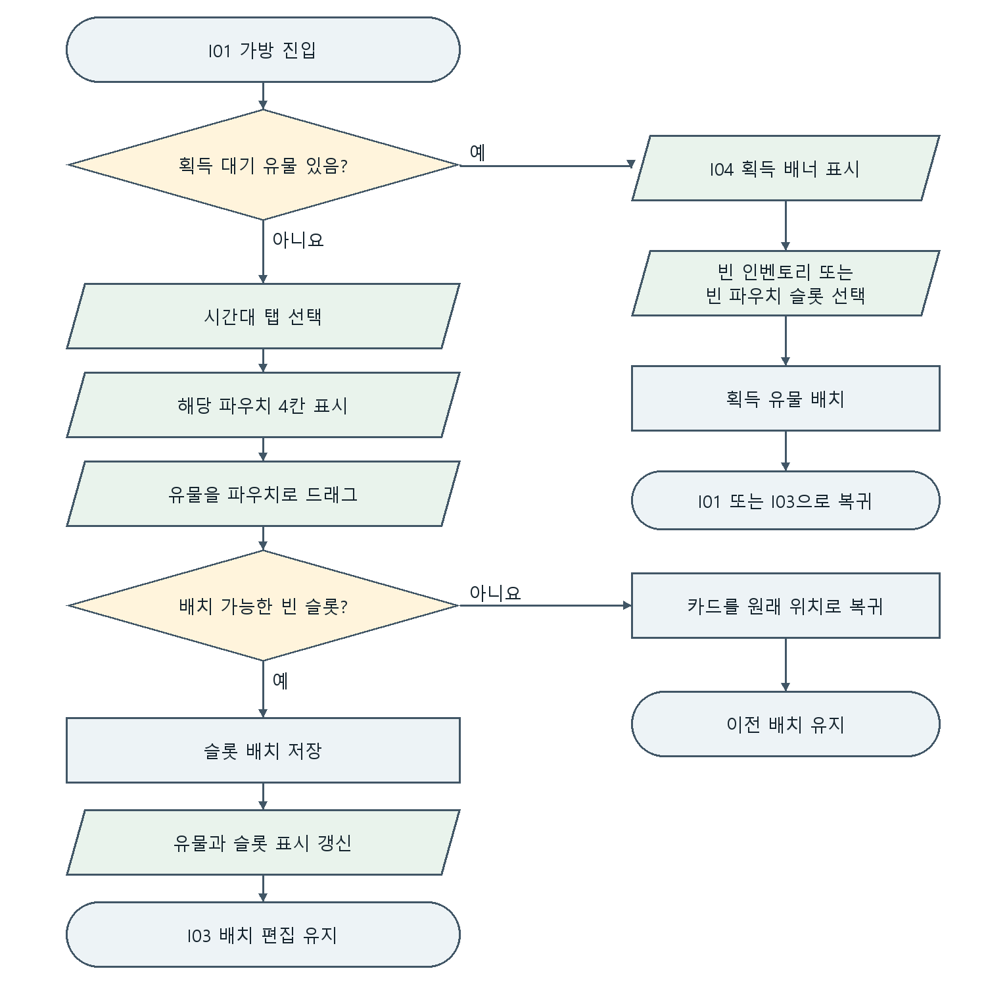 I01 가방 진입
획득 대기 유물 있음?
예
I04 획득 배너 표시
아니요
빈 인벤토리 또는
빈 파우치 슬롯 선택
시간대 탭 선택
해당 파우치 4칸 표시
획득 유물 배치
유물을 파우치로 드래그
I01 또는 I03으로 복귀
배치 가능한 빈 슬롯?
아니요
카드를 원래 위치로 복귀
예
이전 배치 유지
슬롯 배치 저장
유물과 슬롯 표시 갱신
I03 배치 편집 유지